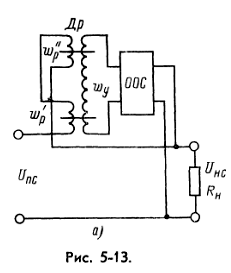 Др
w″р
wу
ООС
w′р
Uпс
Uнс
Rн
а)
Рис. 5-13.